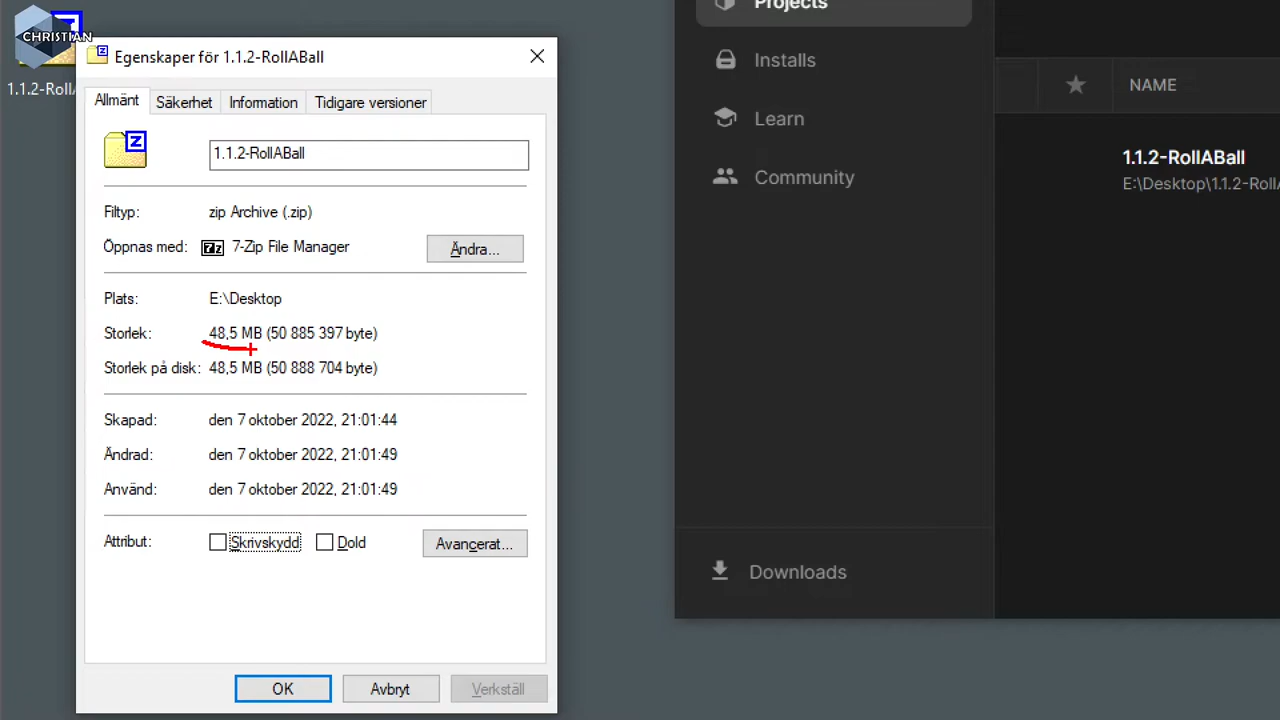 CHRISTIAN
1.1.2-Roll
Egenskaper för 1.1.2-RollABall
Allmänt
Säkerhet
Information
Tidigare versioner
1.1.2-RollABall
Filtyp: zip Archive (.zip)
Öppnas med: 7-Zip File Manager
Ändra...
Plats: E:\Desktop
Storlek: 48,5 MB (50 885 397 byte)
Storlek på disk: 48,5 MB (50 888 704 byte)
Skapad: den 7 oktober 2022, 21:01:44
Ändrad: den 7 oktober 2022, 21:01:49
Använd: den 7 oktober 2022, 21:01:49
Attribut: Skrivskydd Dold
Avancerat...
OK
Avbryt
Verkställ
Projects
Installs
Learn
Community
Downloads
NAME
1.1.2-RollABall
E:\Desktop\1.1.2-RollA